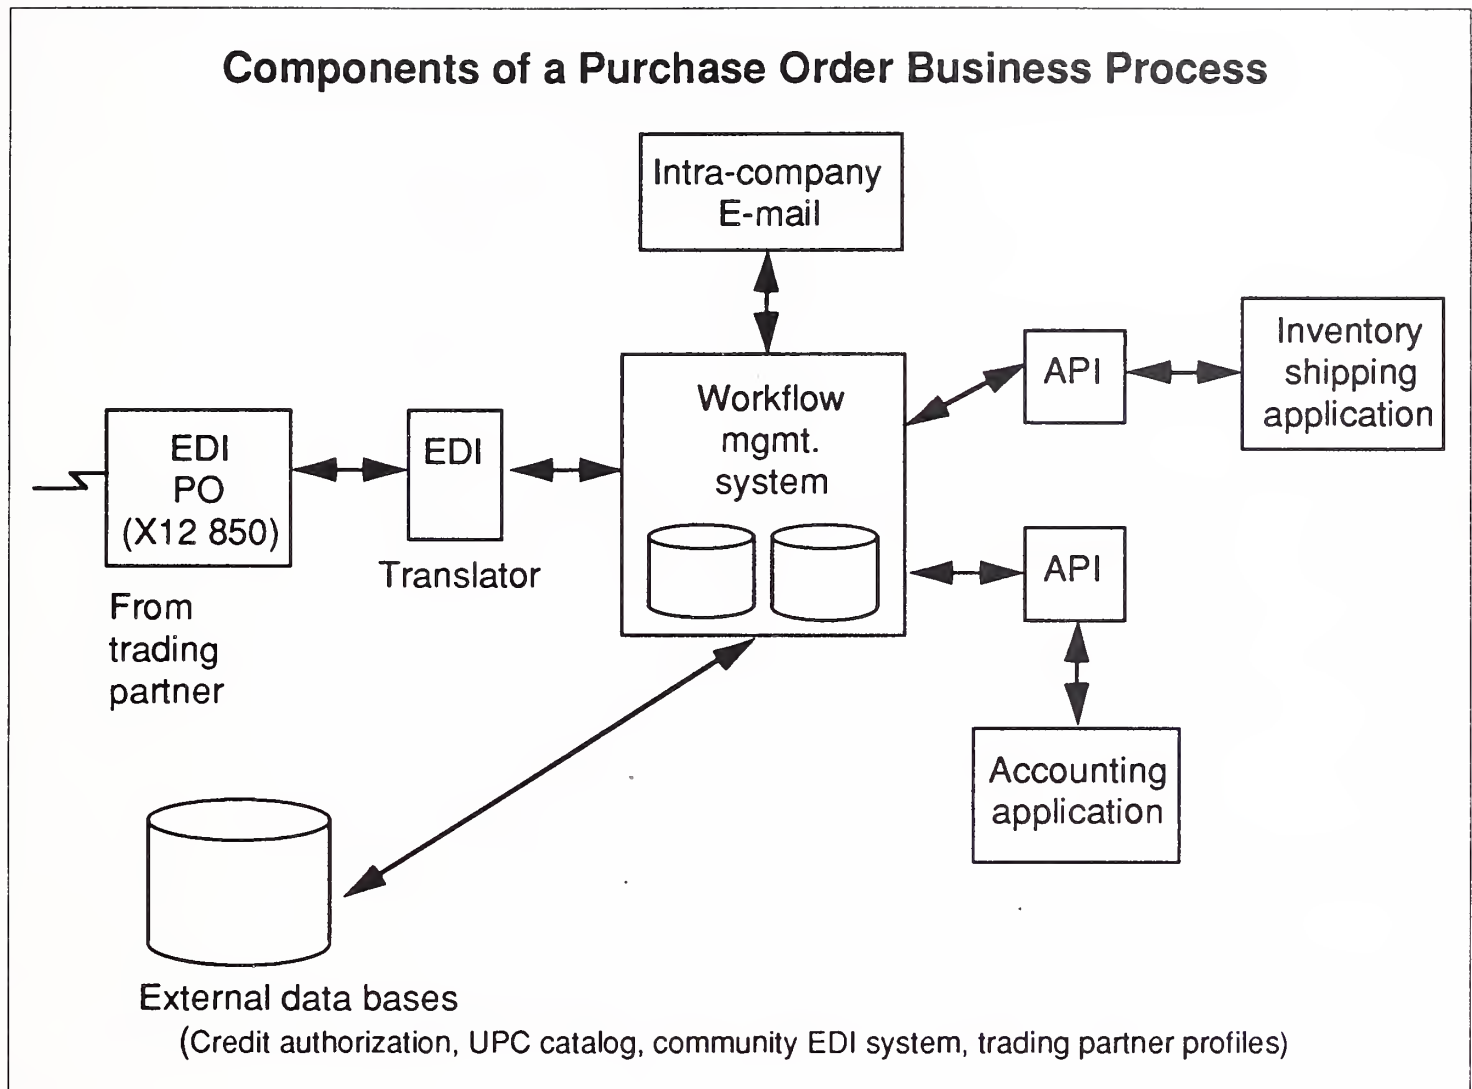 Components of a Purchase Order Business Process
Intra-company
E-mail
Inventory
shipping
application
API
Workflow
mgmt.
system
EDI
PO
(X12 850)
EDI
Translator
API
From
trading
partner
Accounting
application
External data bases
(Credit authorization, UPC catalog, community EDI system, trading partner profiles)